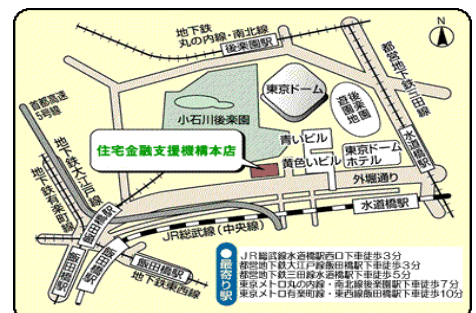 地下鉄
丸の内線・南北線
後楽園駅
N
都営地下鉄三田線
首都高速
5号線
東京ドーム
後楽園
遊園地
小石川後楽園
青いビル
水道橋駅
住宅金融支援機構本店
黄色いビル
東京ドーム
ホテル
地下鉄大江戸線
地下鉄有楽町線
外堀通り
飯田橋駅
水道橋駅
JR総武線(中央線)
飯田橋駅
飯田橋駅
飯田橋駅
地下鉄東西線
●最寄り駅
JR総武線水道橋駅西口下車徒歩3分
都営地下鉄大江戸線飯田橋駅下車徒歩3分
都営地下鉄三田線水道橋駅下車徒歩5分
東京メトロ丸の内線・南北線後楽園駅下車徒歩7分
東京メトロ有楽町線・東西線飯田橋駅下車徒歩10分